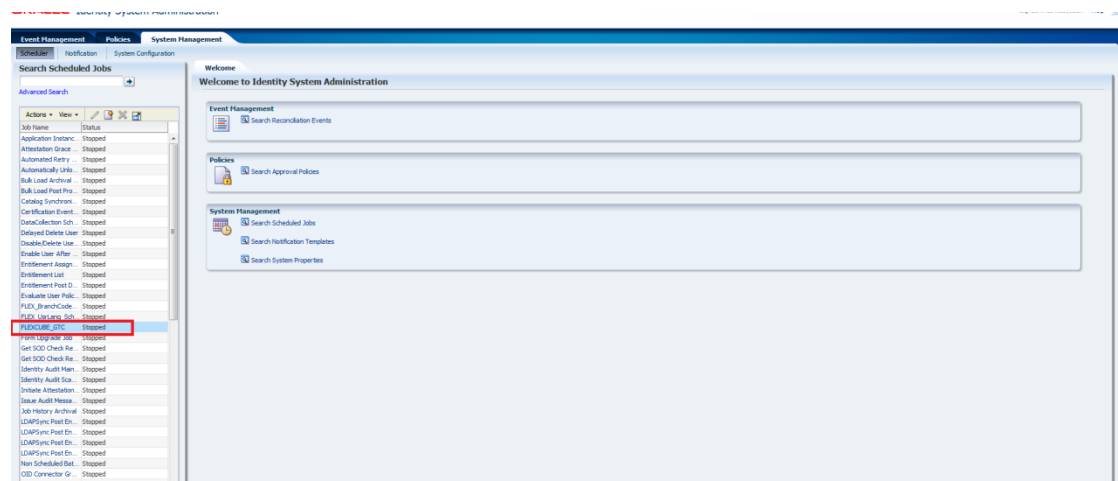 Identity System Administration
Event Management Policies System Management
Scheduler Notification System Configuration
Search Scheduled Jobs
Advanced Search
Actions View
Job Name Status
Application Instanc... Stopped
Attestation Grace ... Stopped
Automated Retry ... Stopped
Automatically Unlo... Stopped
Bulk Load Archival ... Stopped
Bulk Load Post Pro... Stopped
Catalog Synchroni... Stopped
Certification Event... Stopped
DataCollection Sch... Stopped
Delayed Delete User Stopped
Disable/Delete Use... Stopped
Enable User After ... Stopped
Entitlement Assign... Stopped
Entitlement List Stopped
Entitlement Post D... Stopped
Evaluate User Polic... Stopped
FLEX_BranchCode... Stopped
FLEX_UsrLang_Sch... Stopped
FLEXCUBE_GTC Stopped
Form Upgrade Job Stopped
Get SOD Check Re... Stopped
Get SOD Check Re... Stopped
Identity Audit Main... Stopped
Identity Audit Sca... Stopped
Initiate Attestation... Stopped
Issue Audit Messa... Stopped
Job History Archival Stopped
LDAPSync Post En... Stopped
LDAPSync Post En... Stopped
LDAPSync Post En... Stopped
LDAPSync Post En... Stopped
Non Scheduled Bat... Stopped
OID Connector Gr... Stopped
Welcome
Welcome to Identity System Administration
Event Management
Search Reconciliation Events
Policies
Search Approval Policies
System Management
Search Scheduled Jobs
Search Notification Templates
Search System Properties